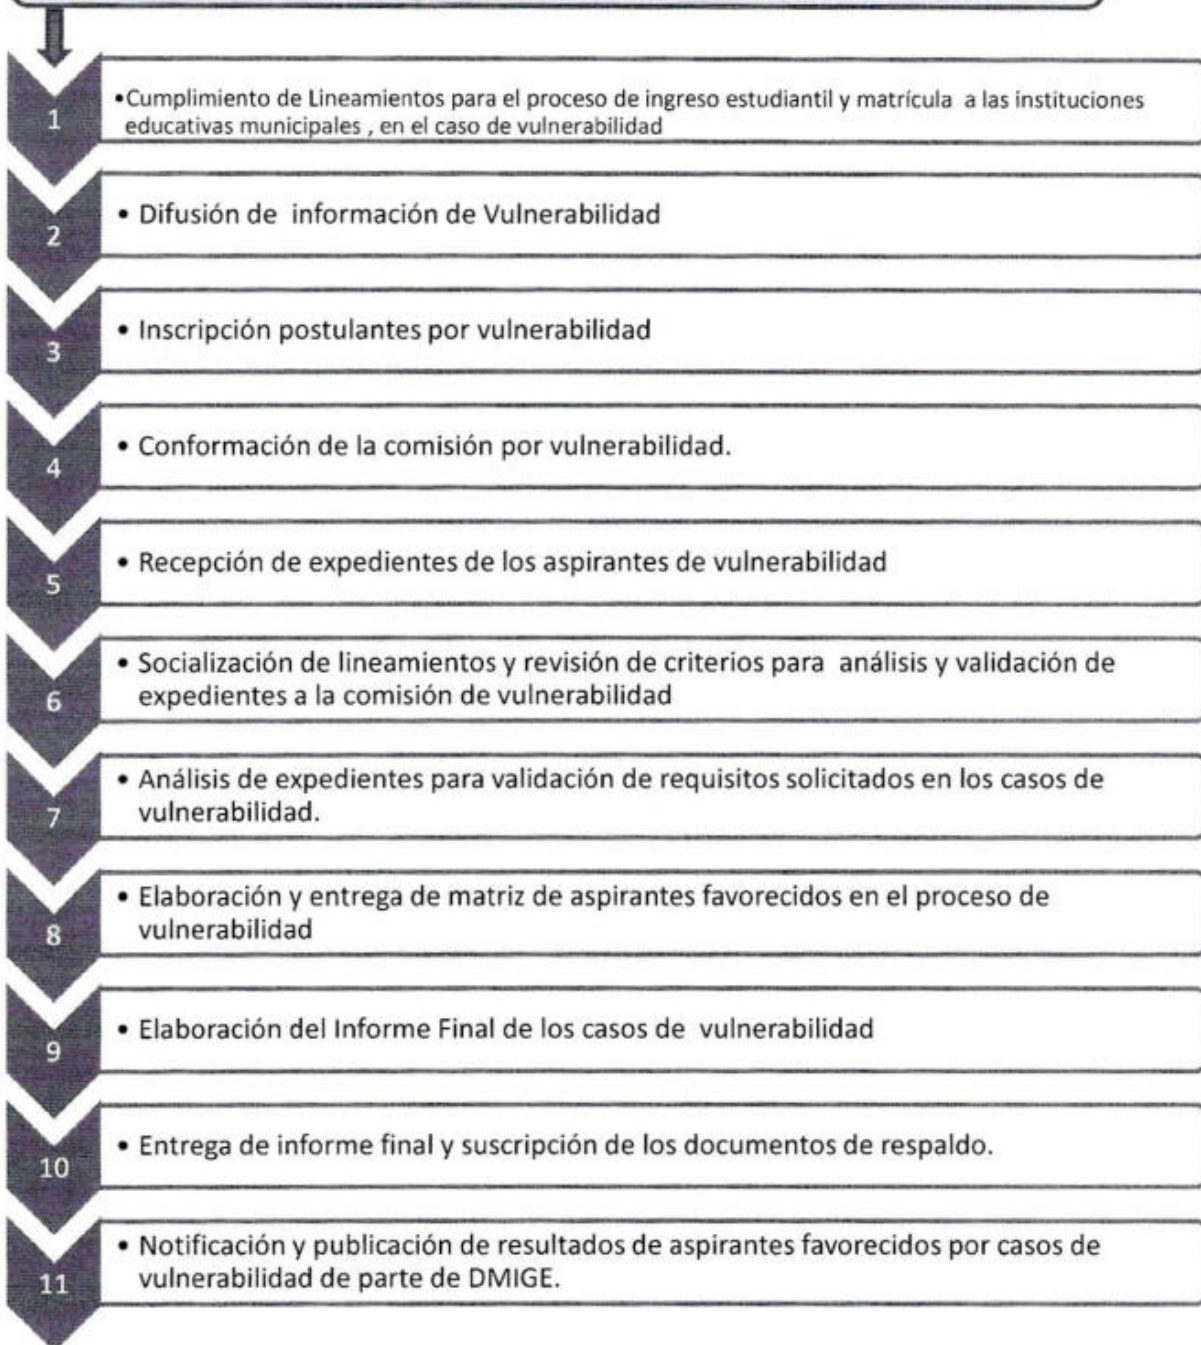 1
•Cumplimiento de Lineamientos para el proceso de ingreso estudiantil y matrícula a las instituciones
educativas municipales , en el caso de vulnerabilidad
2
• Difusión de información de Vulnerabilidad
3
• Inscripción postulantes por vulnerabilidad
4
• Conformación de la comisión por vulnerabilidad.
5
• Recepción de expedientes de los aspirantes de vulnerabilidad
6
• Socialización de lineamientos y revisión de criterios para análisis y validación de
expedientes a la comisión de vulnerabilidad
7
• Análisis de expedientes para validación de requisitos solicitados en los casos de
vulnerabilidad.
8
• Elaboración y entrega de matriz de aspirantes favorecidos en el proceso de
vulnerabilidad
9
• Elaboración del Informe Final de los casos de vulnerabilidad
10
• Entrega de informe final y suscripción de los documentos de respaldo.
11
• Notificación y publicación de resultados de aspirantes favorecidos por casos de
vulnerabilidad de parte de DMIGE.